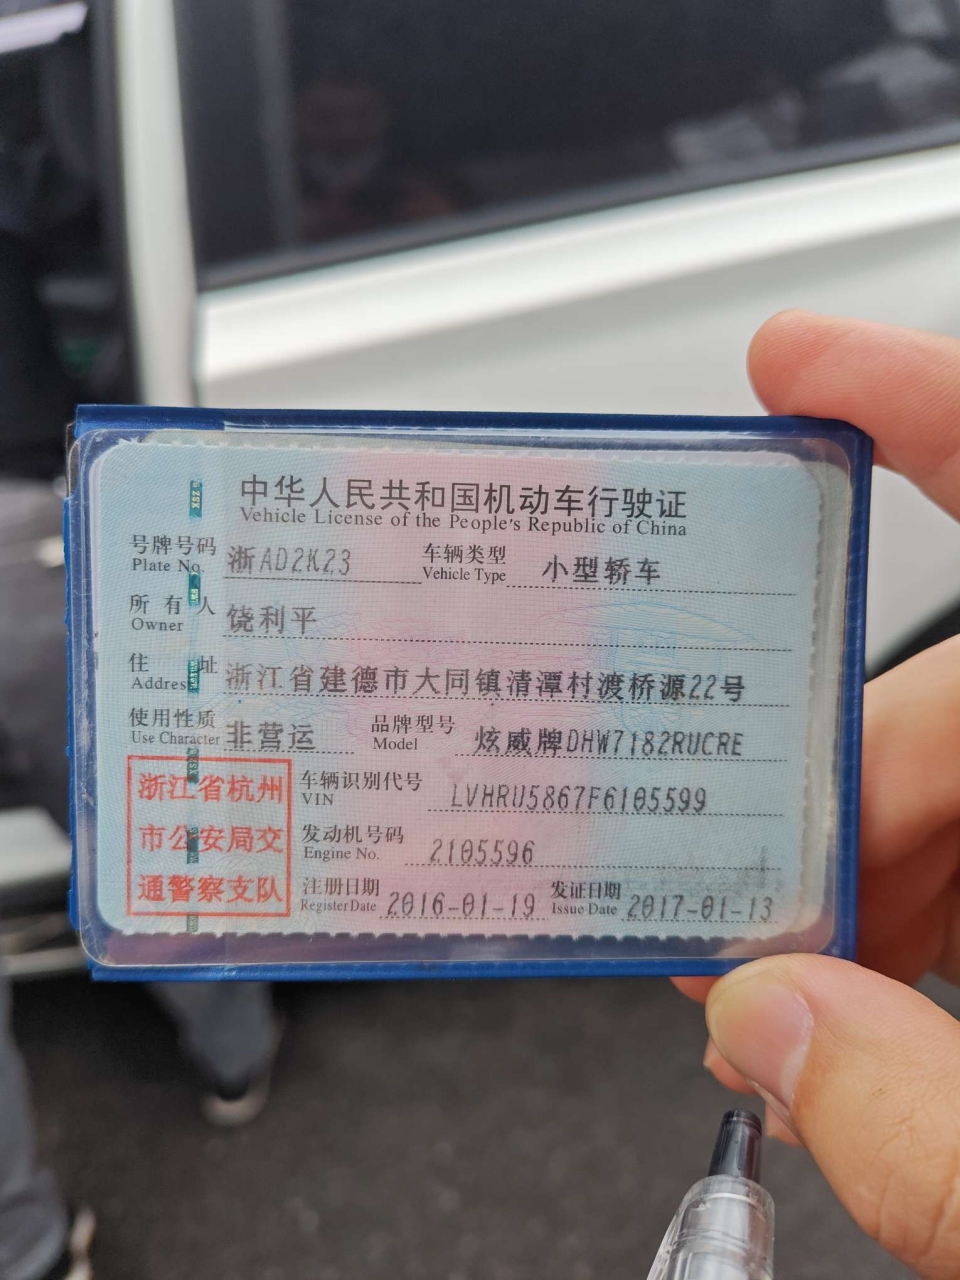 中华人民共和国机动车行驶证
Vehicle License of the People's Republic of China
号牌号码 浙AD2K23 车辆类型 小型轿车
Plate No. Vehicle Type
所有人 饶利平
Owner
住址 浙江省建德市大同镇清潭村渡桥源22号
Address
使用性质 非营运 品牌型号 炫威牌DHW7182RUCRE
Use Character Model
浙江省杭州
市公安局交
通警察支队
车辆识别代号 LVHRU5867F6105599
VIN
发动机号码 2105596
Engine No.
注册日期 2016-01-19 发证日期 2017-01-13
Register Date Issue Date